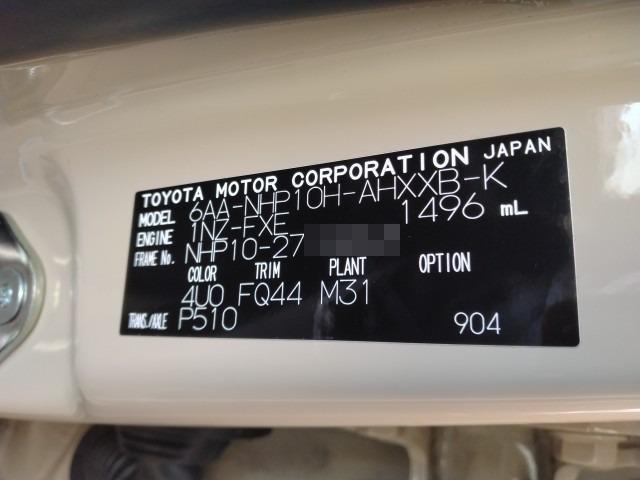 TOYOTA MOTOR CORPORATION JAPAN
MODEL 6AA-NHP10H-AHXXB-K
ENGINE 1NZ-FXE 1496 mL
FRAME No. NHP10-27
COLOR TRIM PLANT OPTION
4U0 FQ44 M31
TRANS./AXLE P510 904